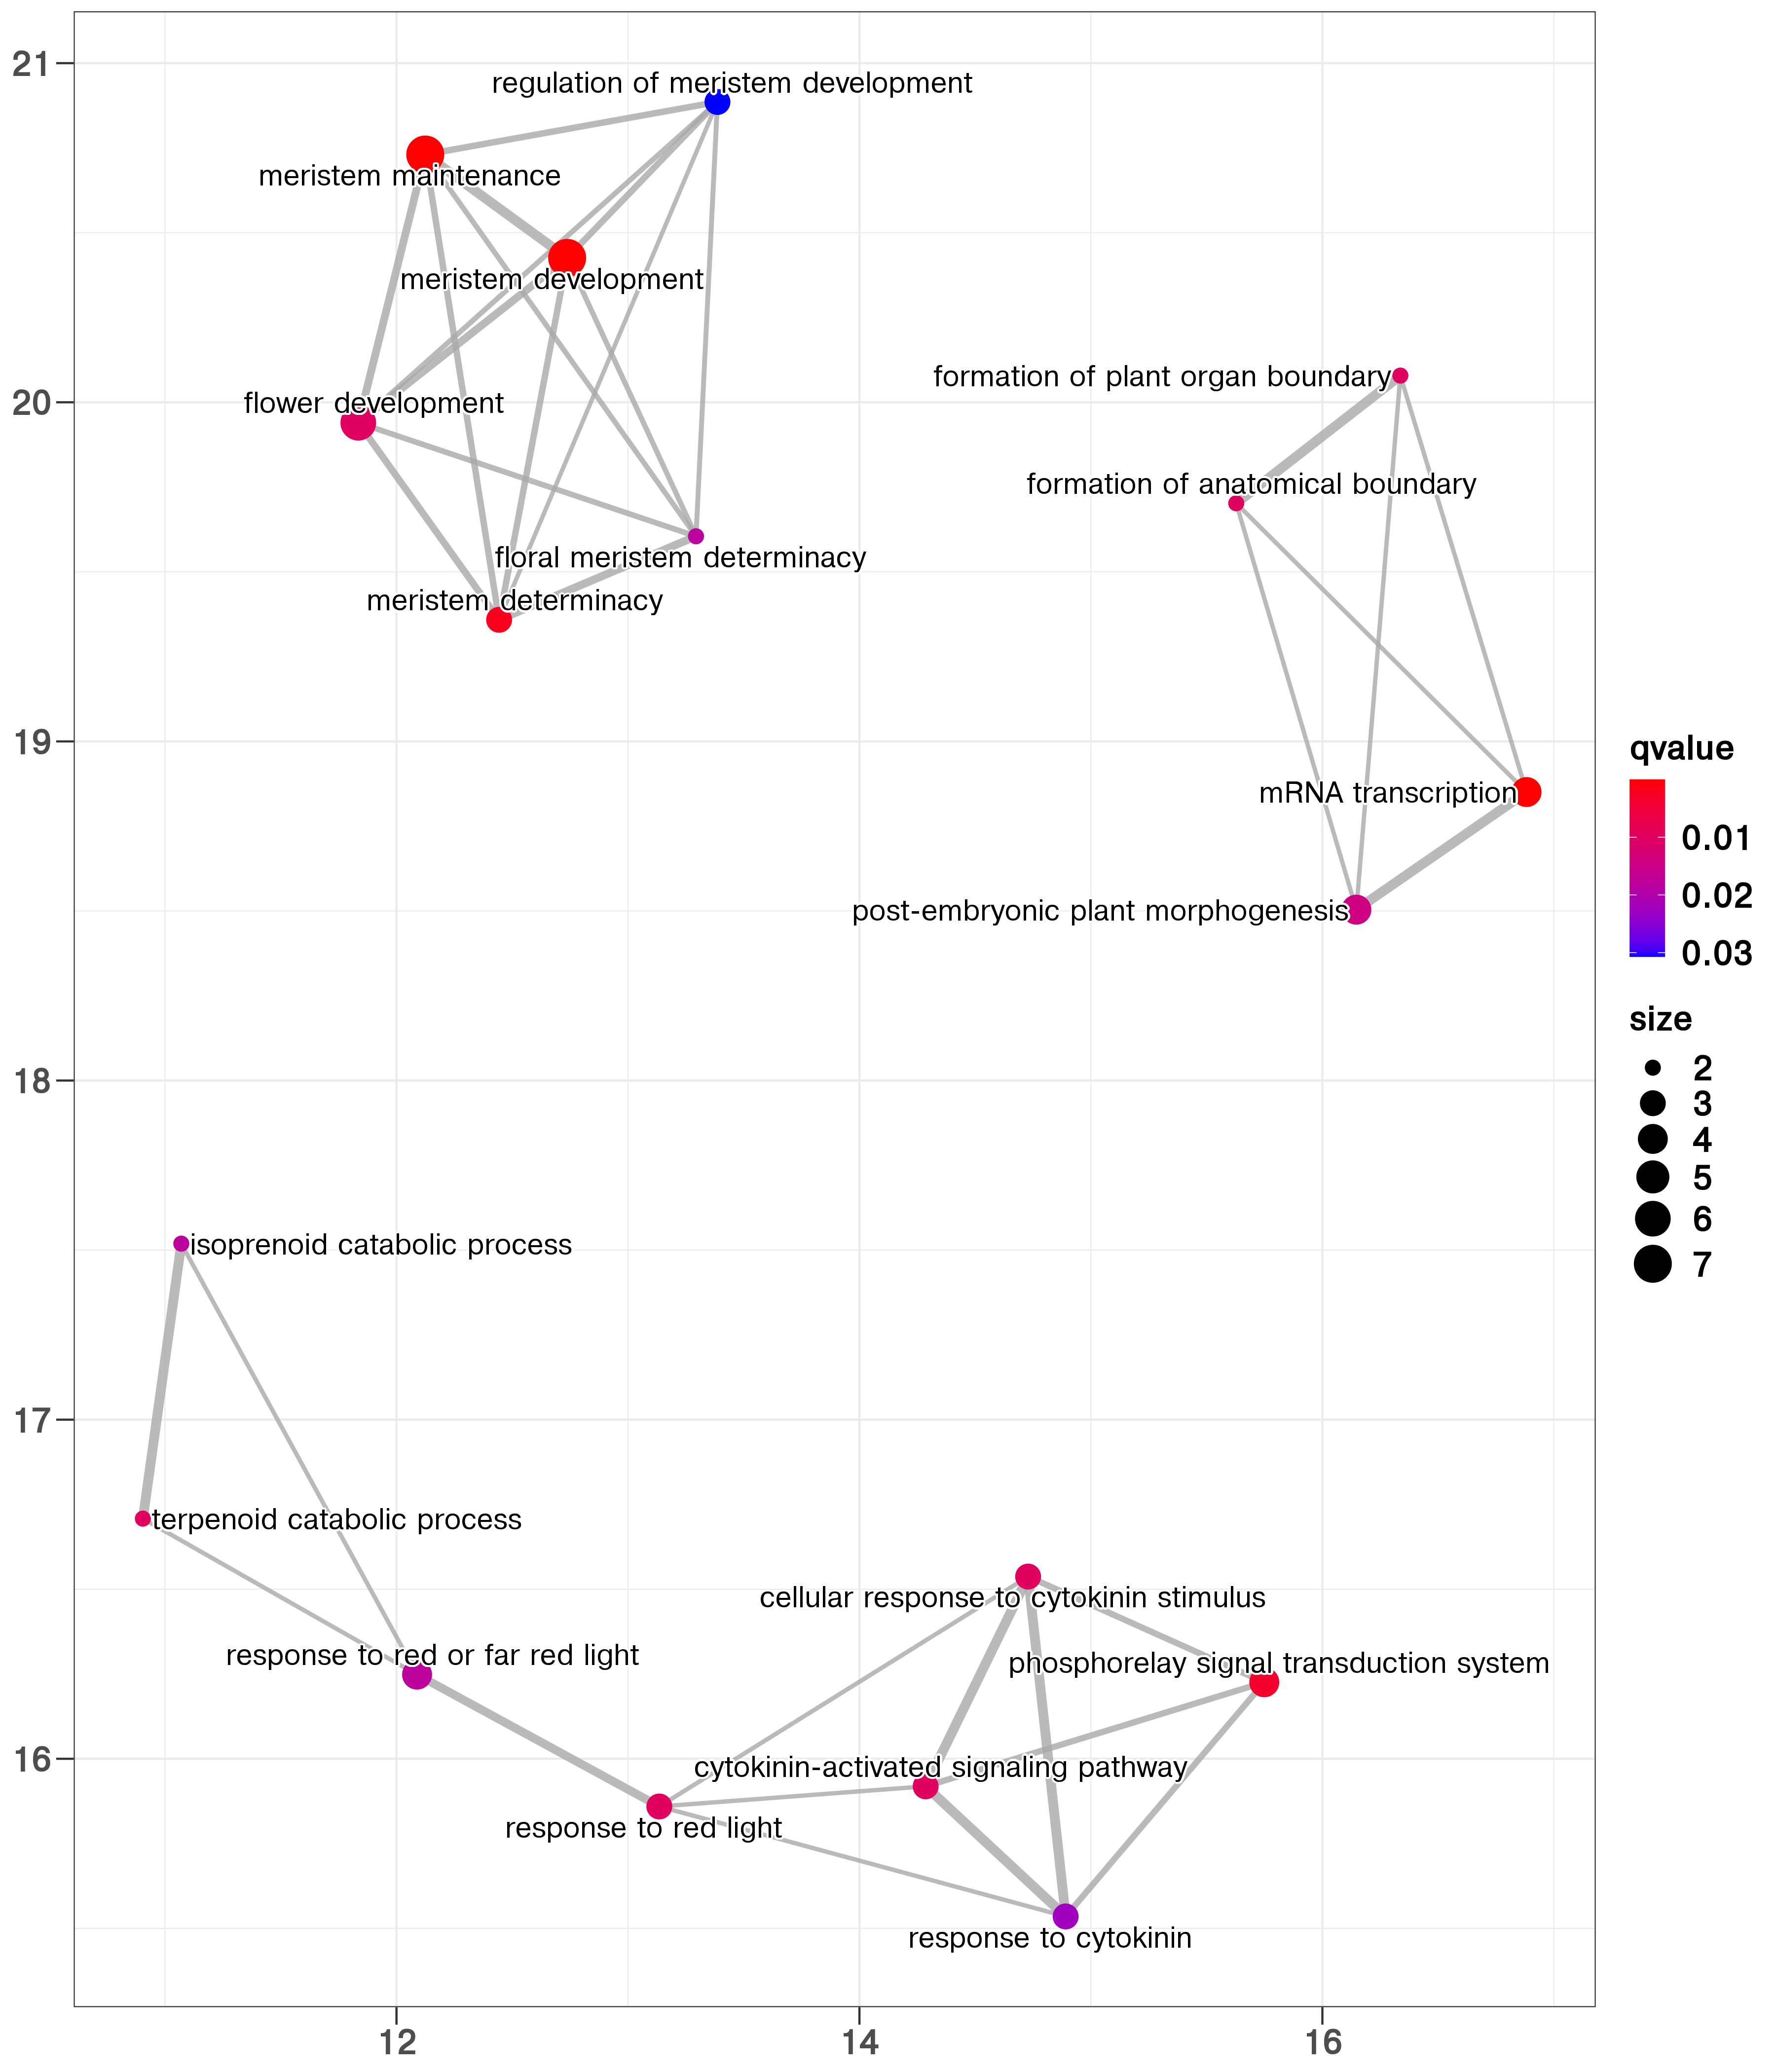 21
20
19
18
17
16
12
14
16
regulation of meristem development
meristem maintenance
meristem development
flower development
floral meristem determinacy
meristem determinacy
formation of plant organ boundary
formation of anatomical boundary
mRNA transcription
post-embryonic plant morphogenesis
isoprenoid catabolic process
terpenoid catabolic process
response to red or far red light
cellular response to cytokinin stimulus
phosphorelay signal transduction system
cytokinin-activated signaling pathway
response to red light
response to cytokinin
qvalue
0.01
0.02
0.03
size
2
3
4
5
6
7